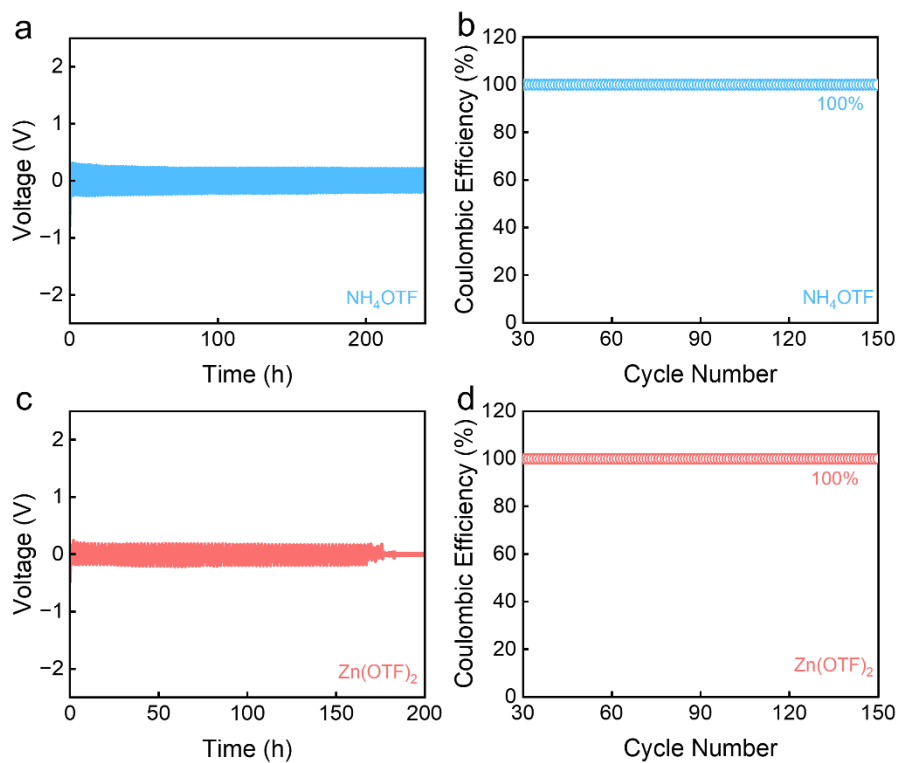 a
Voltage (V)
2
1
0
−1
−2
0
100
200
Time (h)
NH₄OTF
b
Coulombic Efficiency (%)
120
100
80
60
40
20
0
30
60
90
120
150
Cycle Number
100%
NH₄OTF
c
Voltage (V)
2
1
0
−1
−2
0
50
100
150
200
Time (h)
Zn(OTF)₂
d
Coulombic Efficiency (%)
120
100
80
60
40
20
0
30
60
90
120
150
Cycle Number
100%
Zn(OTF)₂